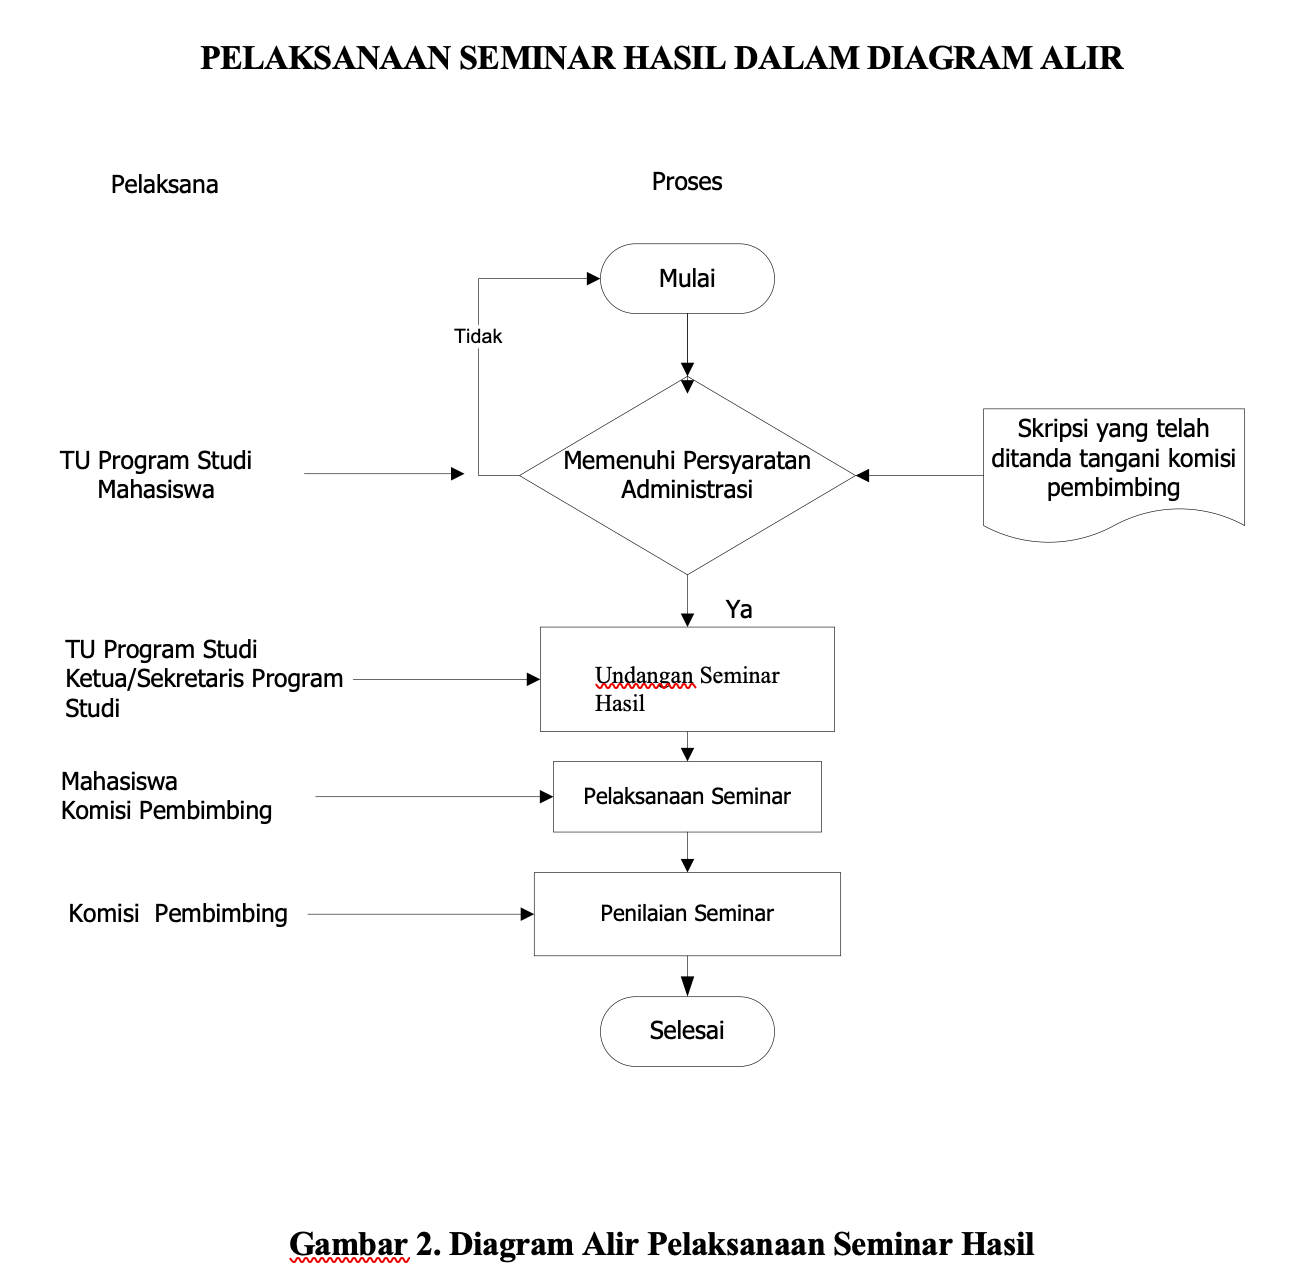 PELAKSANAAN SEMINAR HASIL DALAM DIAGRAM ALIR
Pelaksana
Proses
Mulai
Tidak
TU Program Studi
Mahasiswa
Memenuhi Persyaratan
Administrasi
Skripsi yang telah
ditanda tangani komisi
pembimbing
Ya
TU Program Studi
Ketua/Sekretaris Program
Studi
Undangan Seminar
Hasil
Mahasiswa
Komisi Pembimbing
Pelaksanaan Seminar
Komisi Pembimbing
Penilaian Seminar
Selesai
Gambar 2. Diagram Alir Pelaksanaan Seminar Hasil